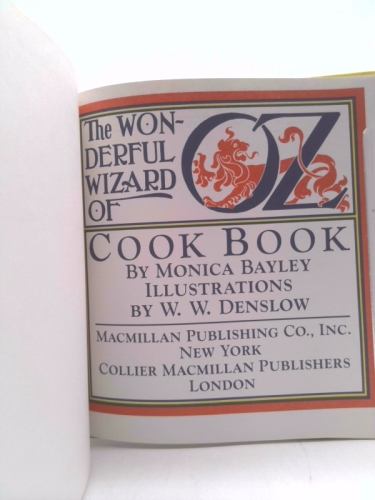 The WON-
DERFUL
WIZARD
OF OZ
COOK BOOK
BY MONICA BAYLEY
ILLUSTRATIONS
BY W. W. DENSLOW
MACMILLAN PUBLISHING CO., INC.
NEW YORK
COLLIER MACMILLAN PUBLISHERS
LONDON